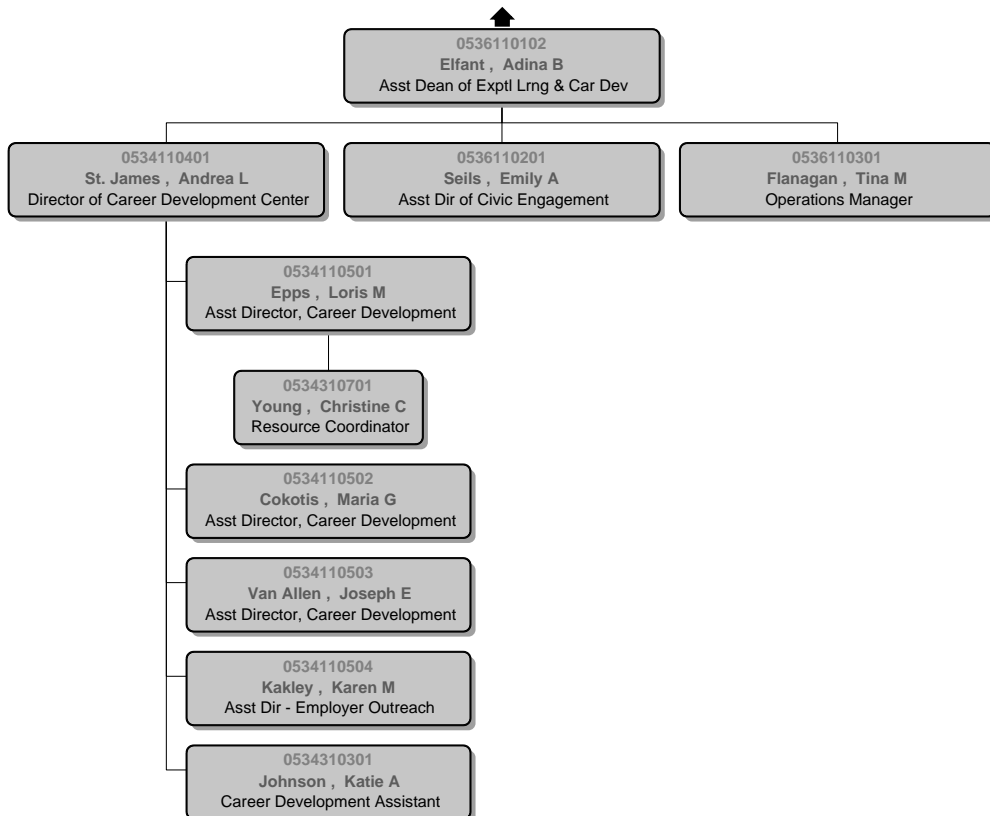 0536110102
Elfant , Adina B
Asst Dean of Exptl Lrng & Car Dev
0534110401
St. James , Andrea L
Director of Career Development Center
0536110201
Seils , Emily A
Asst Dir of Civic Engagement
0536110301
Flanagan , Tina M
Operations Manager
0534110501
Epps , Loris M
Asst Director, Career Development
0534310701
Young , Christine C
Resource Coordinator
0534110502
Cokotis , Maria G
Asst Director, Career Development
0534110503
Van Allen , Joseph E
Asst Director, Career Development
0534110504
Kakley , Karen M
Asst Dir - Employer Outreach
0534310301
Johnson , Katie A
Career Development Assistant